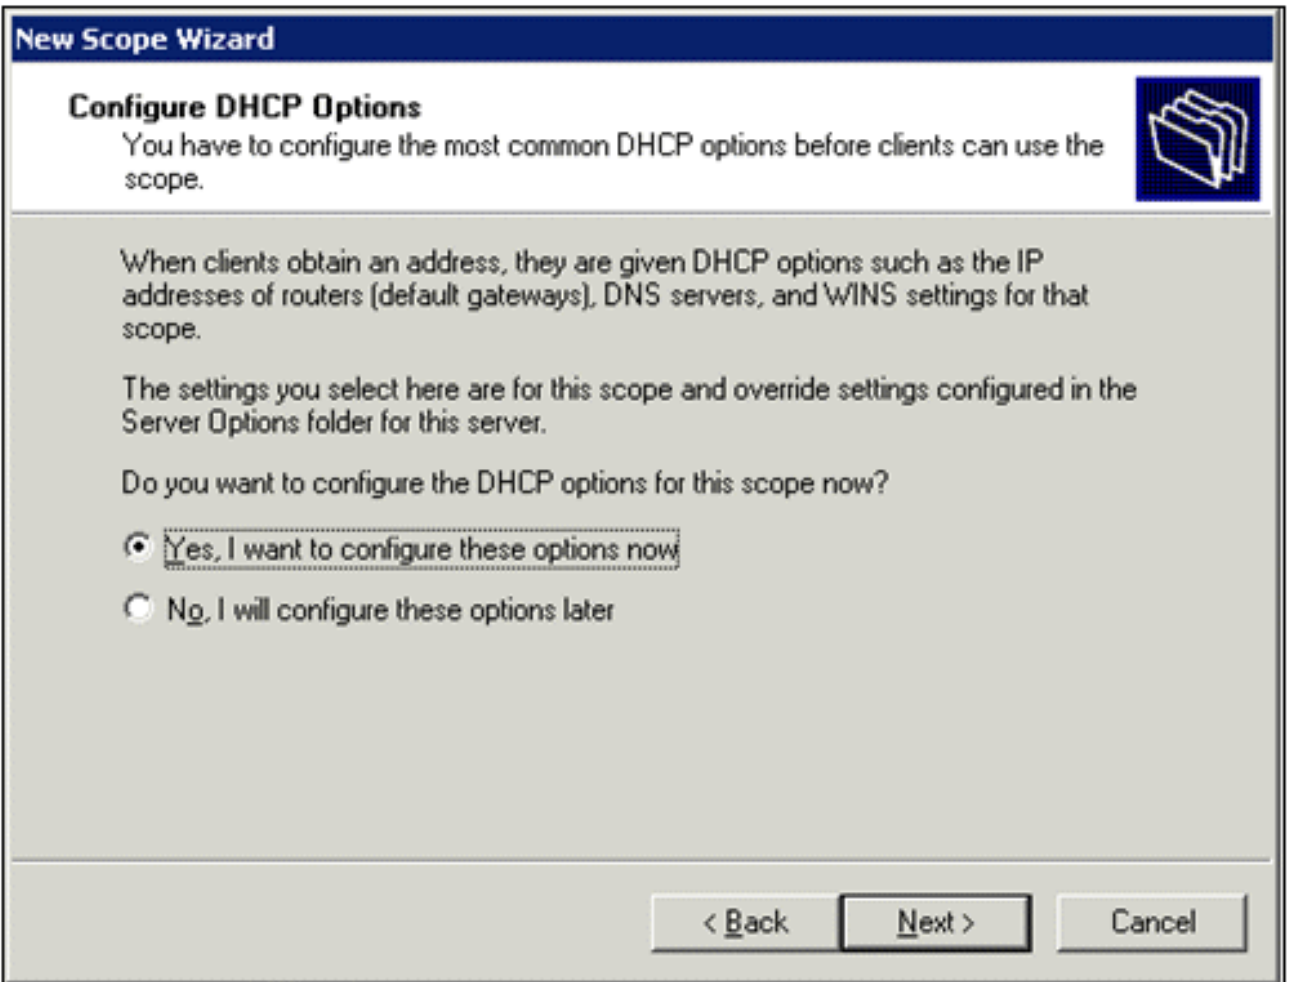 New Scope Wizard
Configure DHCP Options
You have to configure the most common DHCP options before clients can use the
scope.
When clients obtain an address, they are given DHCP options such as the IP
addresses of routers (default gateways), DNS servers, and WINS settings for that
scope.
The settings you select here are for this scope and override settings configured in the
Server Options folder for this server.
Do you want to configure the DHCP options for this scope now?
Yes, I want to configure these options now
No, I will configure these options later
< Back
Next >
Cancel